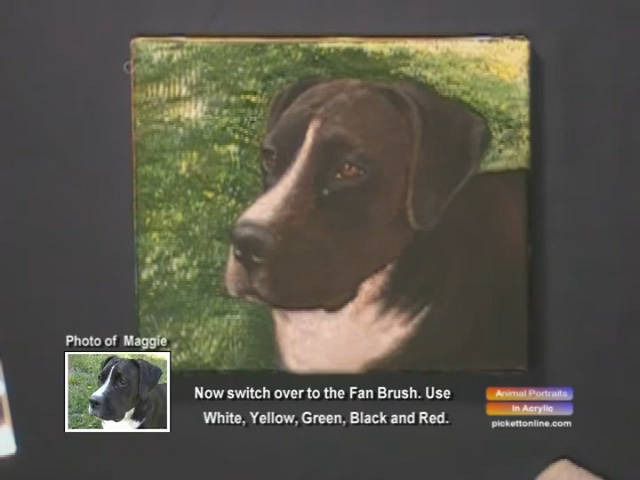 Photo of Maggie
Now switch over to the Fan Brush. Use
White, Yellow, Green, Black and Red.
Animal Portraits
In Acrylic
pickettonline.com